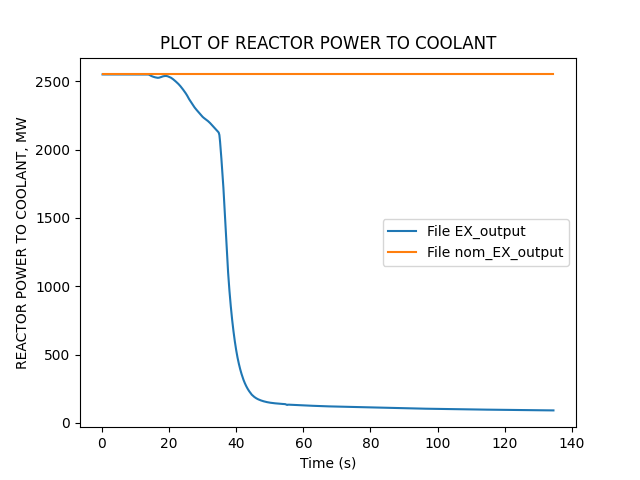 PLOT OF REACTOR POWER TO COOLANT
REACTOR POWER TO COOLANT, MW
2500
2000
1500
1000
500
0
File EX_output
File nom_EX_output
0 20 40 60 80 100 120 140
Time (s)